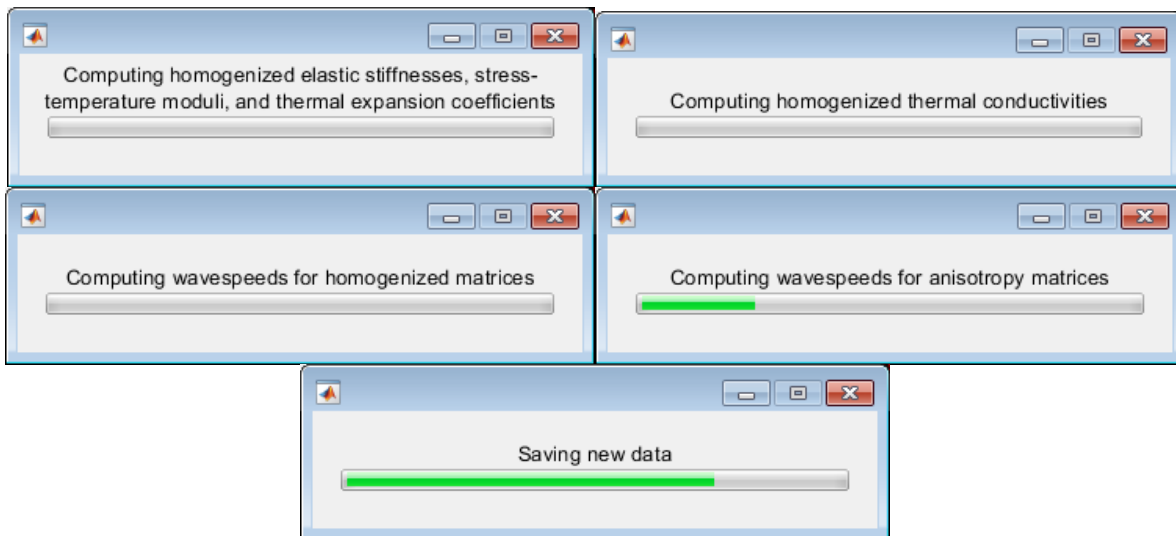 Computing homogenized elastic stiffnesses, stress-
temperature moduli, and thermal expansion coefficients
Computing homogenized thermal conductivities
Computing wavespeeds for homogenized matrices
Computing wavespeeds for anisotropy matrices
Saving new data